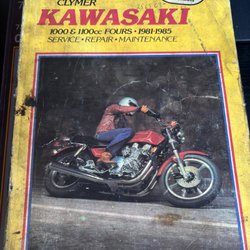 CLYMER
KAWASAKI
1000 & 1100cc FOURS • 1981-1985
SERVICE • REPAIR • MAINTENANCE